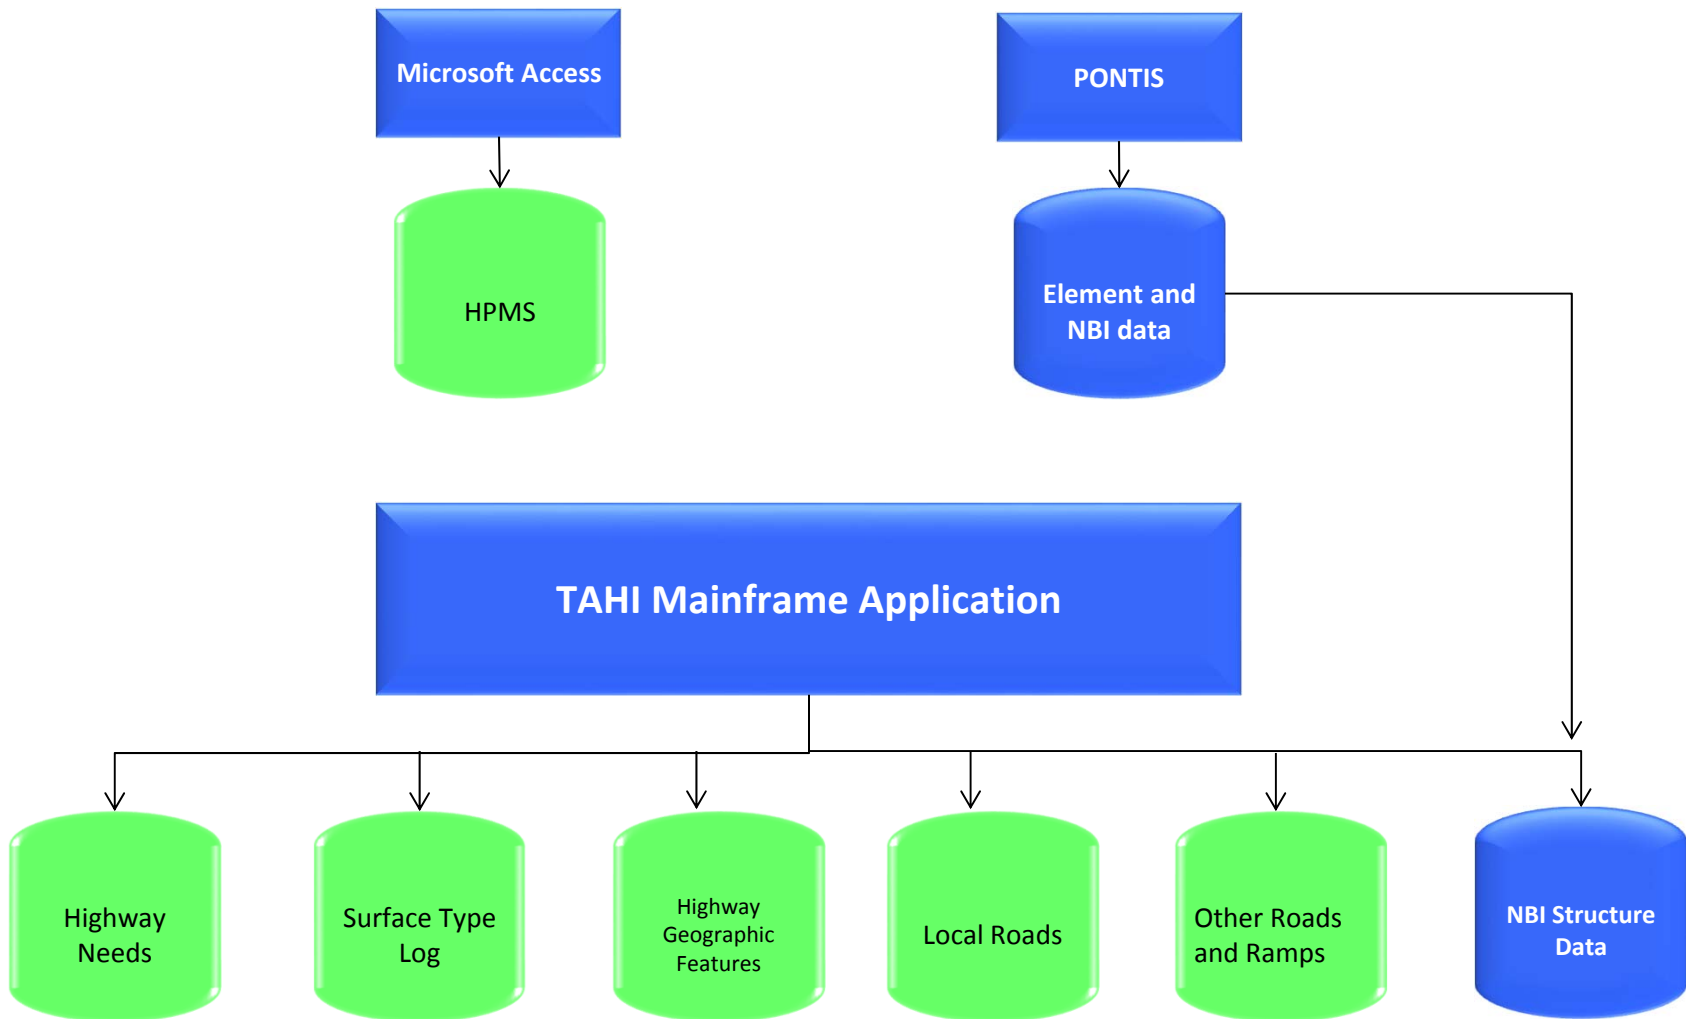 Microsoft Access
PONTIS
HPMS
Element and
NBI data
TAHI Mainframe Application
Highway
Needs
Surface Type
Log
Highway
Geographic
Features
Local Roads
Other Roads
and Ramps
NBI Structure
Data